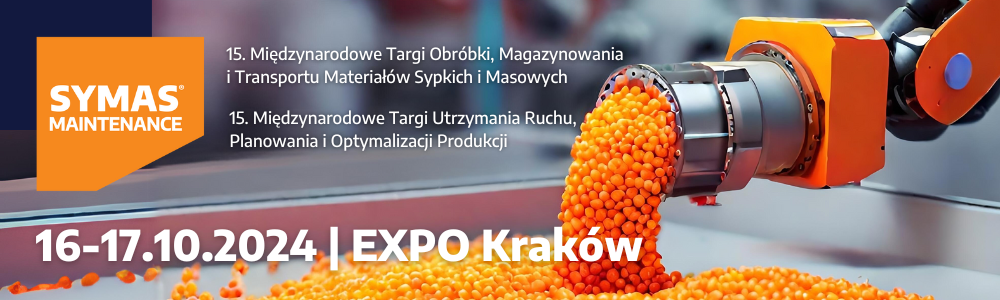 SYMAS®
MAINTENANCE
15. Międzynarodowe Targi Obróbki, Magazynowania
i Transportu Materiałów Sypkich i Masowych
15. Międzynarodowe Targi Utrzymania Ruchu,
Planowania i Optymalizacji Produkcji
16-17.10.2024 | EXPO Kraków